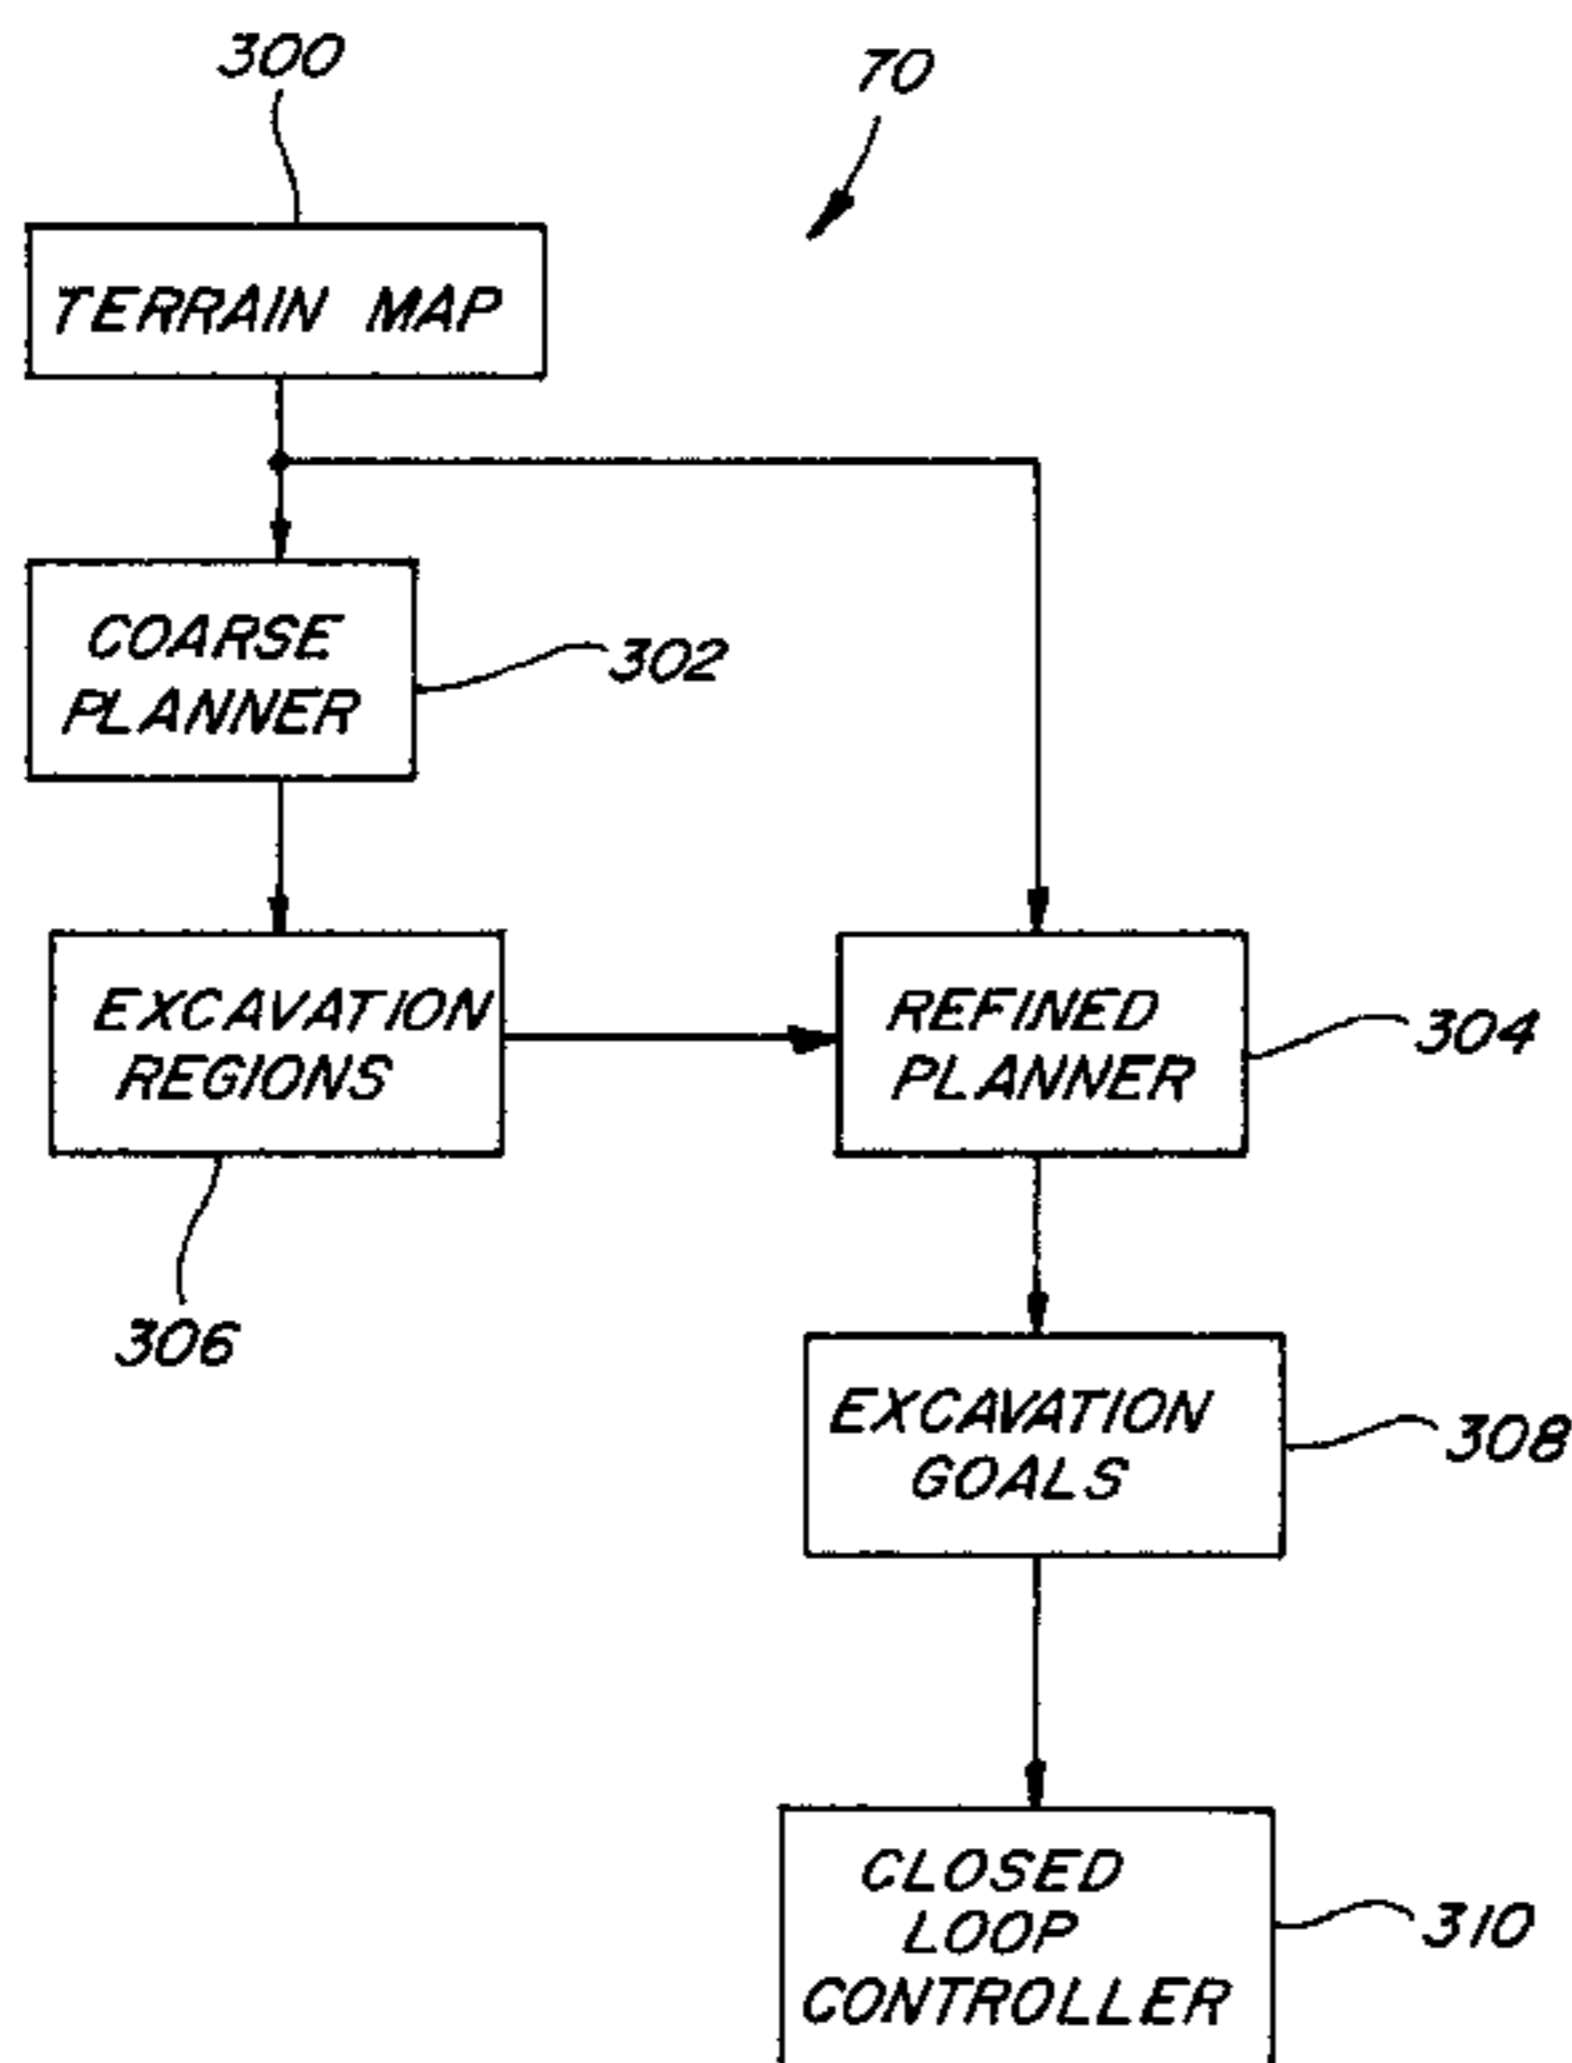 300
70
TERRAIN MAP
COARSE
PLANNER
302
EXCAVATION
REGIONS
REFINED
PLANNER
304
306
EXCAVATION
GOALS
308
CLOSED
LOOP
CONTROLLER
310